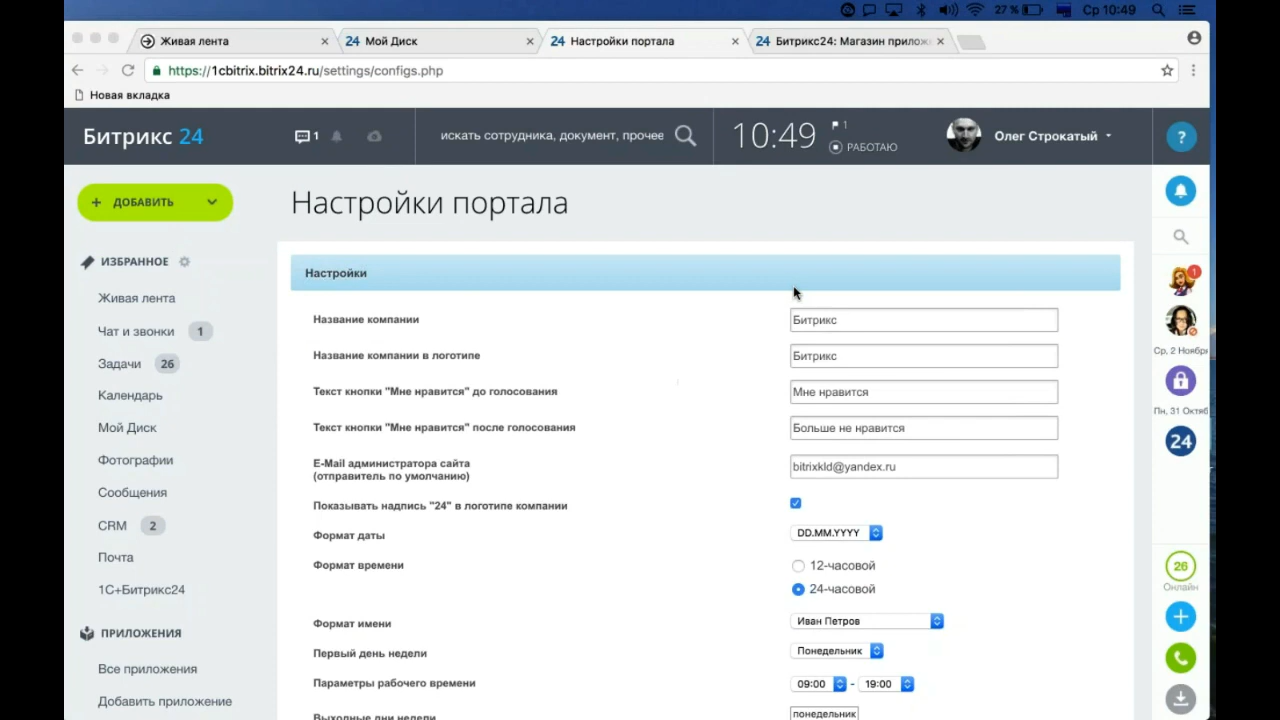 27 % Ср 10:49
Живая лента
24 Мой Диск
24 Настройки портала
24 Битрикс24: Магазин прилож
https://1cbitrix.bitrix24.ru/settings/configs.php
Новая вкладка
Битрикс 24
1
искать сотрудника, документ, прочее
10:49
1
РАБОТАЮ
Олег Строкатый
?
+ ДОБАВИТЬ
Настройки портала
ИЗБРАННОЕ
Живая лента
Чат и звонки 1
Задачи 26
Календарь
Мой Диск
Фотографии
Сообщения
CRM 2
Почта
1С+Битрикс24
ПРИЛОЖЕНИЯ
Все приложения
Добавить приложение
Настройки
Название компании
Битрикс
Название компании в логотипе
Битрикс
Текст кнопки "Мне нравится" до голосования
Мне нравится
Текст кнопки "Мне нравится" после голосования
Больше не нравится
E-Mail администратора сайта
(отправитель по умолчанию)
bitrixkld@yandex.ru
Показывать надпись "24" в логотипе компании
Формат даты
DD.MM.YYYY
Формат времени
12-часовой
24-часовой
Формат имени
Иван Петров
Первый день недели
Понедельник
Параметры рабочего времени
09:00 - 19:00
Выходные дни недели
понедельник
1
Ср, 2 Ноябр
Пн, 31 Октяб
24
26
Онлайн